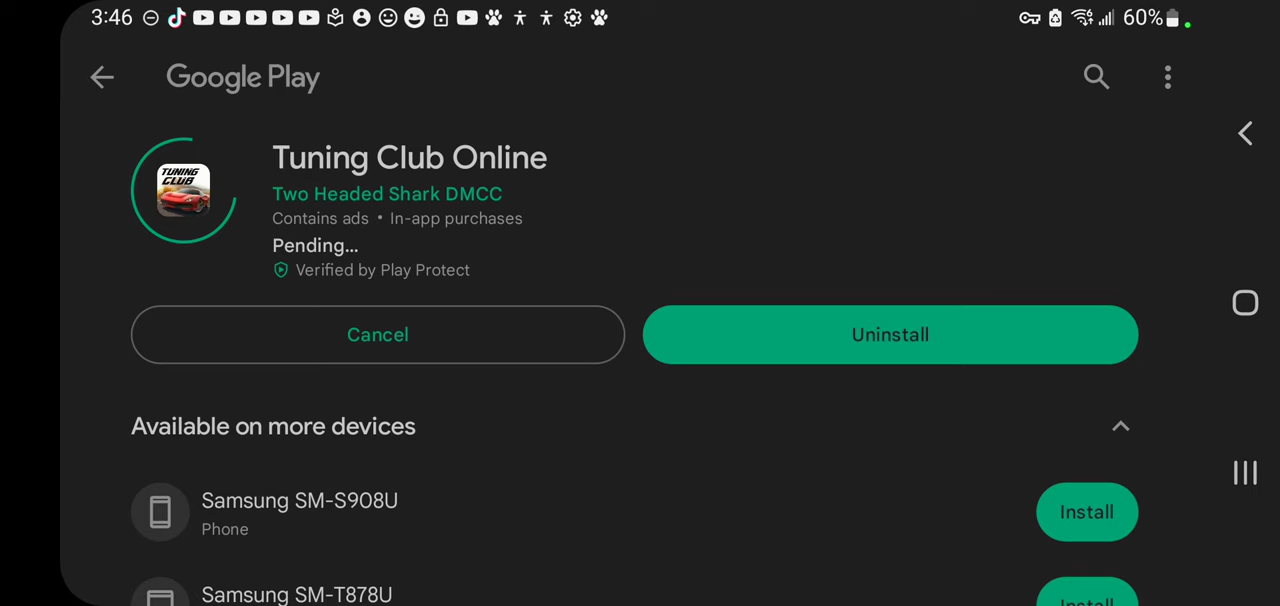 3:46 60%
Google Play
TUNING
CLUB
Tuning Club Online
Two Headed Shark DMCC
Contains ads • In-app purchases
Pending...
Verified by Play Protect
Cancel Uninstall
Available on more devices
Samsung SM-S908U
Phone
Install
Samsung SM-T878U
Install